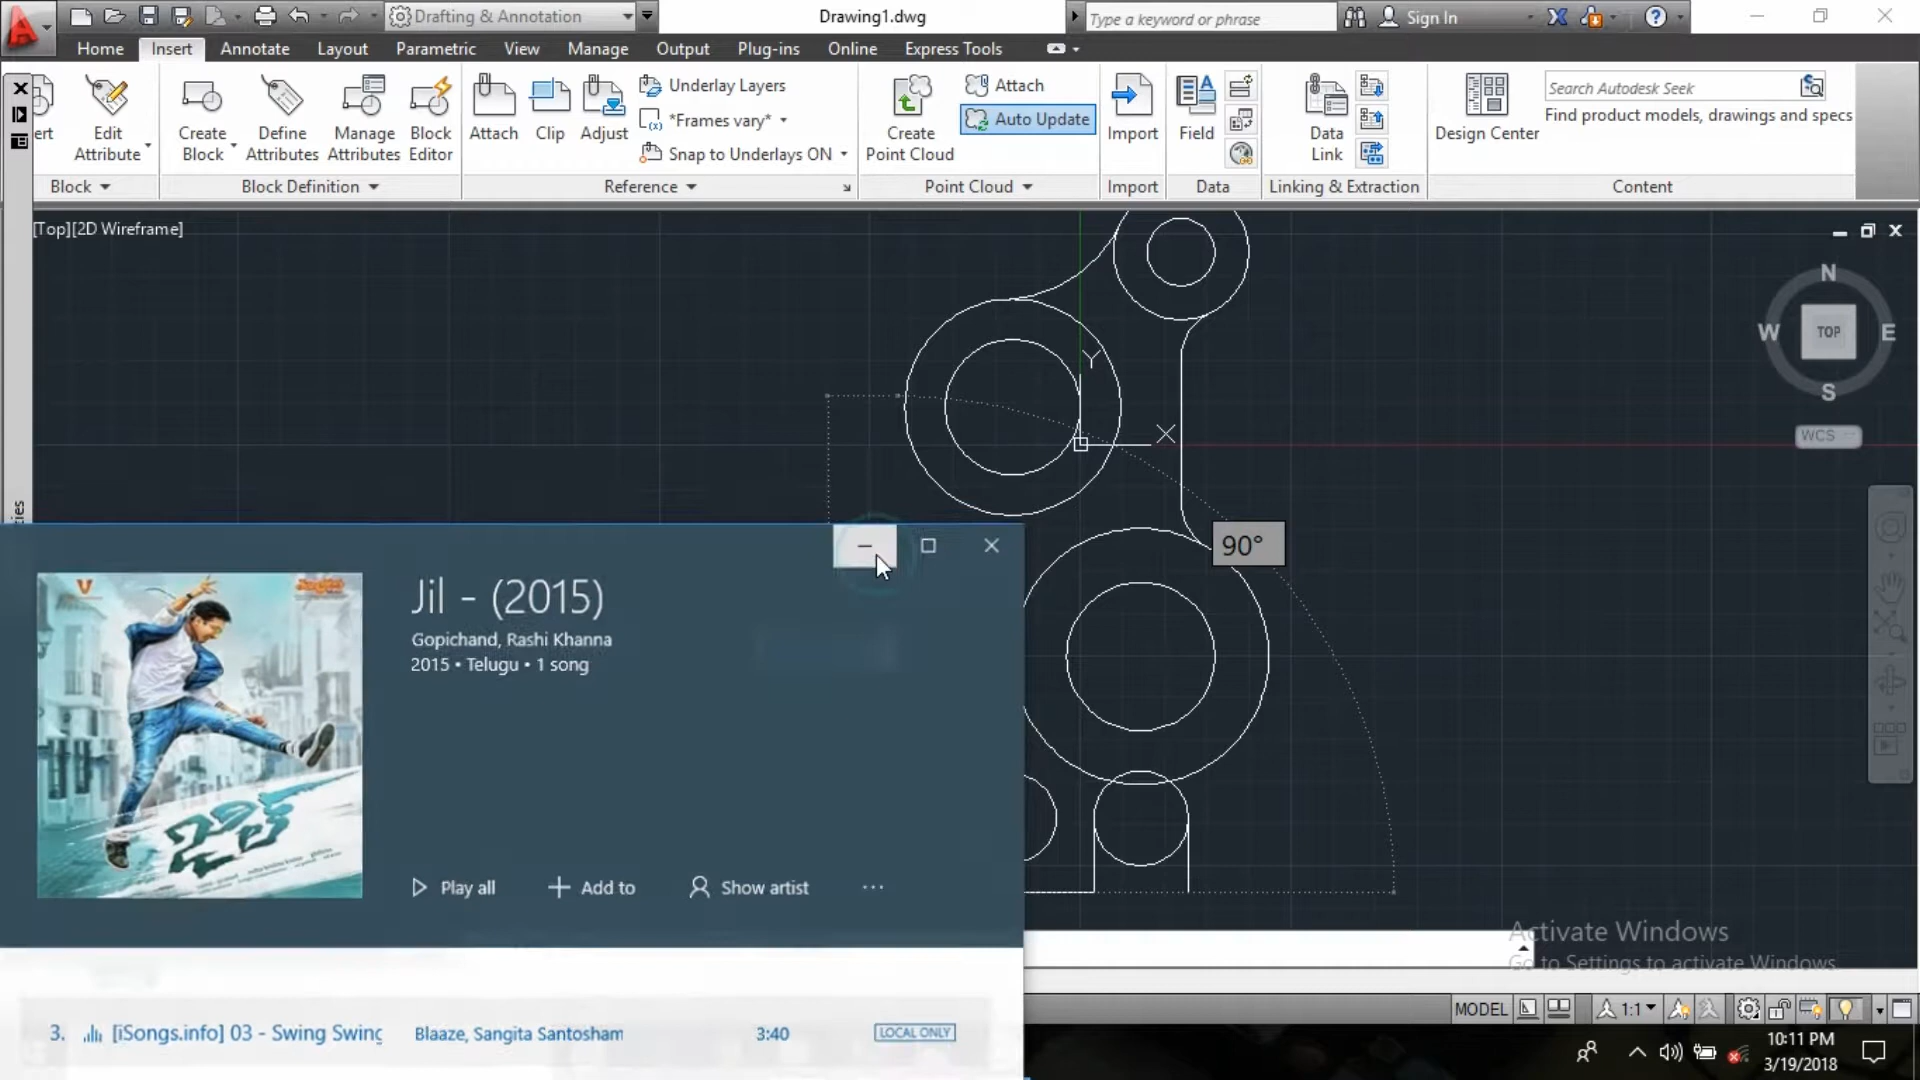 Drafting & Annotation
Drawing1.dwg
Type a keyword or phrase
Sign In
Home
Insert
Annotate
Layout
Parametric
View
Manage
Output
Plug-ins
Online
Express Tools
ert
Edit
Attribute
Create
Block
Define
Attributes
Manage
Attributes
Block
Editor
Attach
Clip
Adjust
Underlay Layers
*Frames vary*
Snap to Underlays ON
Create
Point Cloud
Attach
Auto Update
Import
Field
Data
Link
Design Center
Search Autodesk Seek
Find product models, drawings and specs
Block
Block Definition
Reference
Point Cloud
Import
Data
Linking & Extraction
Content
[Top][2D Wireframe]
N
W
TOP
E
S
WCS
Y
X
90°
ties
Jil - (2015)
Gopichand, Rashi Khanna
2015 • Telugu • 1 song
జిల్
Play all
Add to
Show artist
3.
[iSongs.info] 03 - Swing Swing
Blaaze, Sangita Santosham
3:40
LOCAL ONLY
Activate Windows
Go to Settings to activate Windows
MODEL
1:1
10:11 PM
3/19/2018